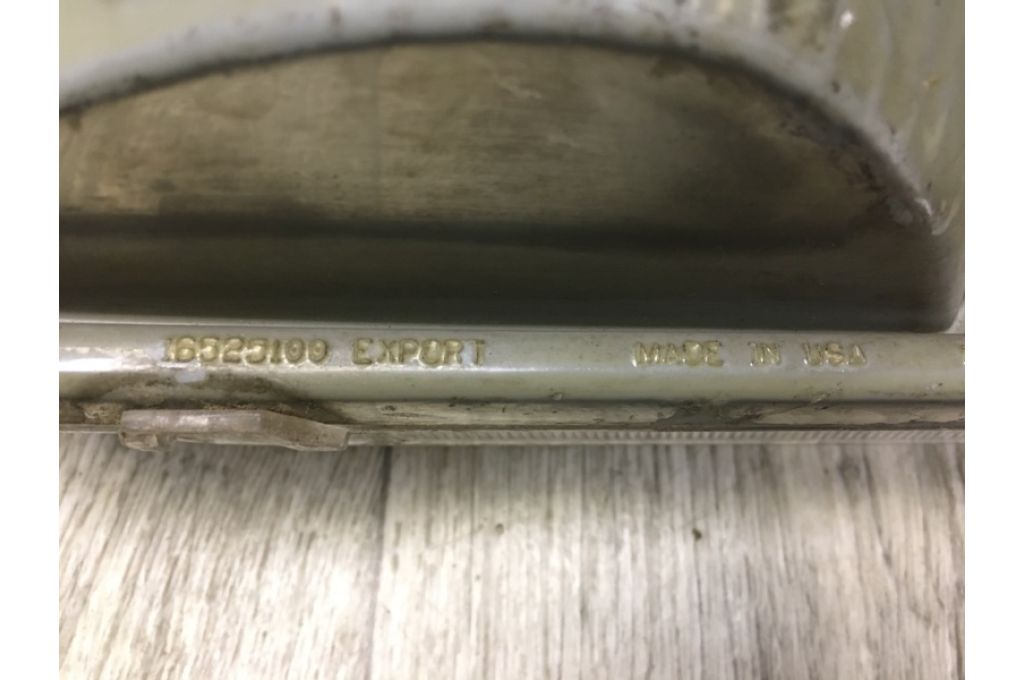 16525100 EXPORT MADE IN USA